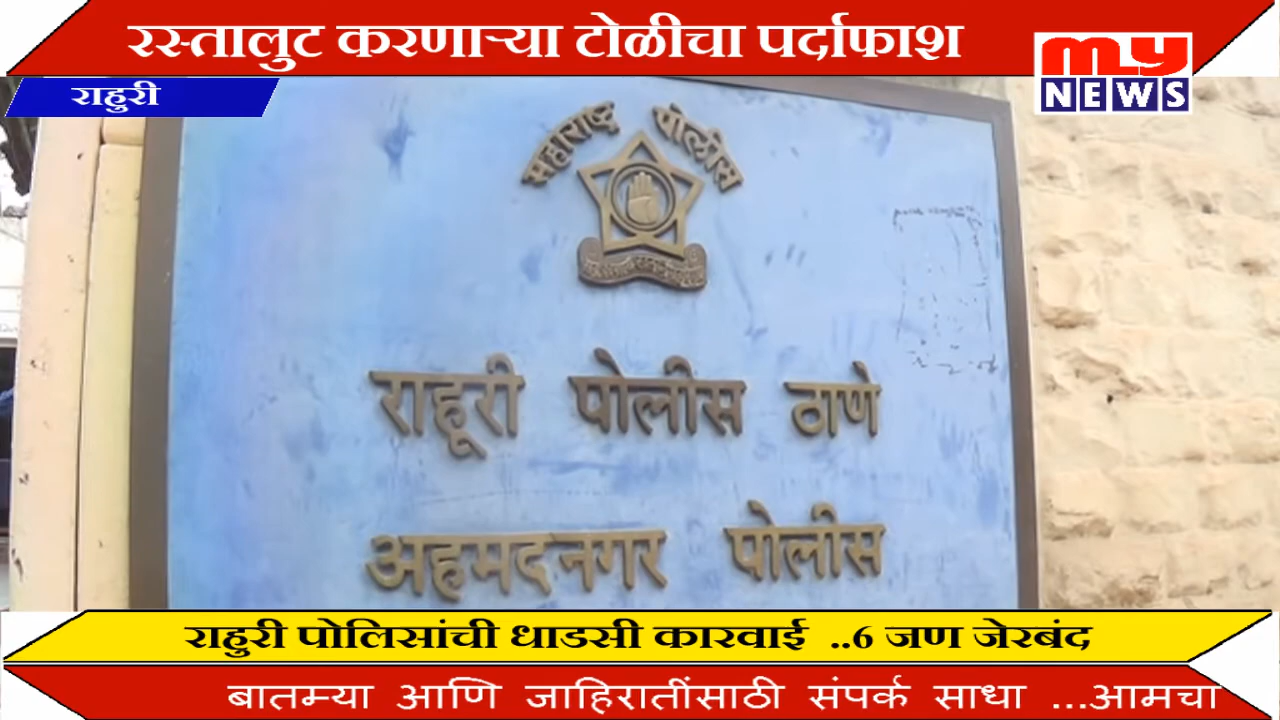 रस्तालुट करणाऱ्या टोळीचा पर्दाफाश
my
NEWS
राहुरी
महाराष्ट्र पोलीस
राहूरी पोलीस ठाणे
अहमदनगर पोलीस
राहुरी पोलिसांची धाडसी कारवाई ..6 जण जेरबंद
बातम्या आणि जाहिरातींसाठी संपर्क साधा ...आमचा